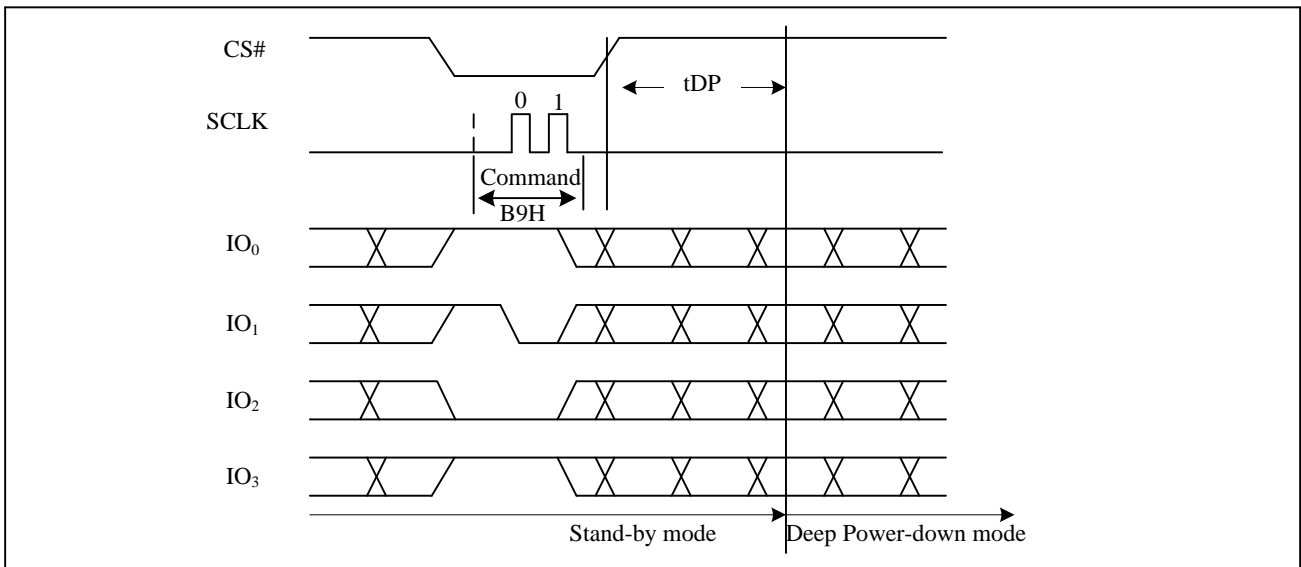 CS#
tDP
0 1
SCLK
Command
B9H
IO0
IO1
IO2
IO3
Stand-by mode
Deep Power-down mode